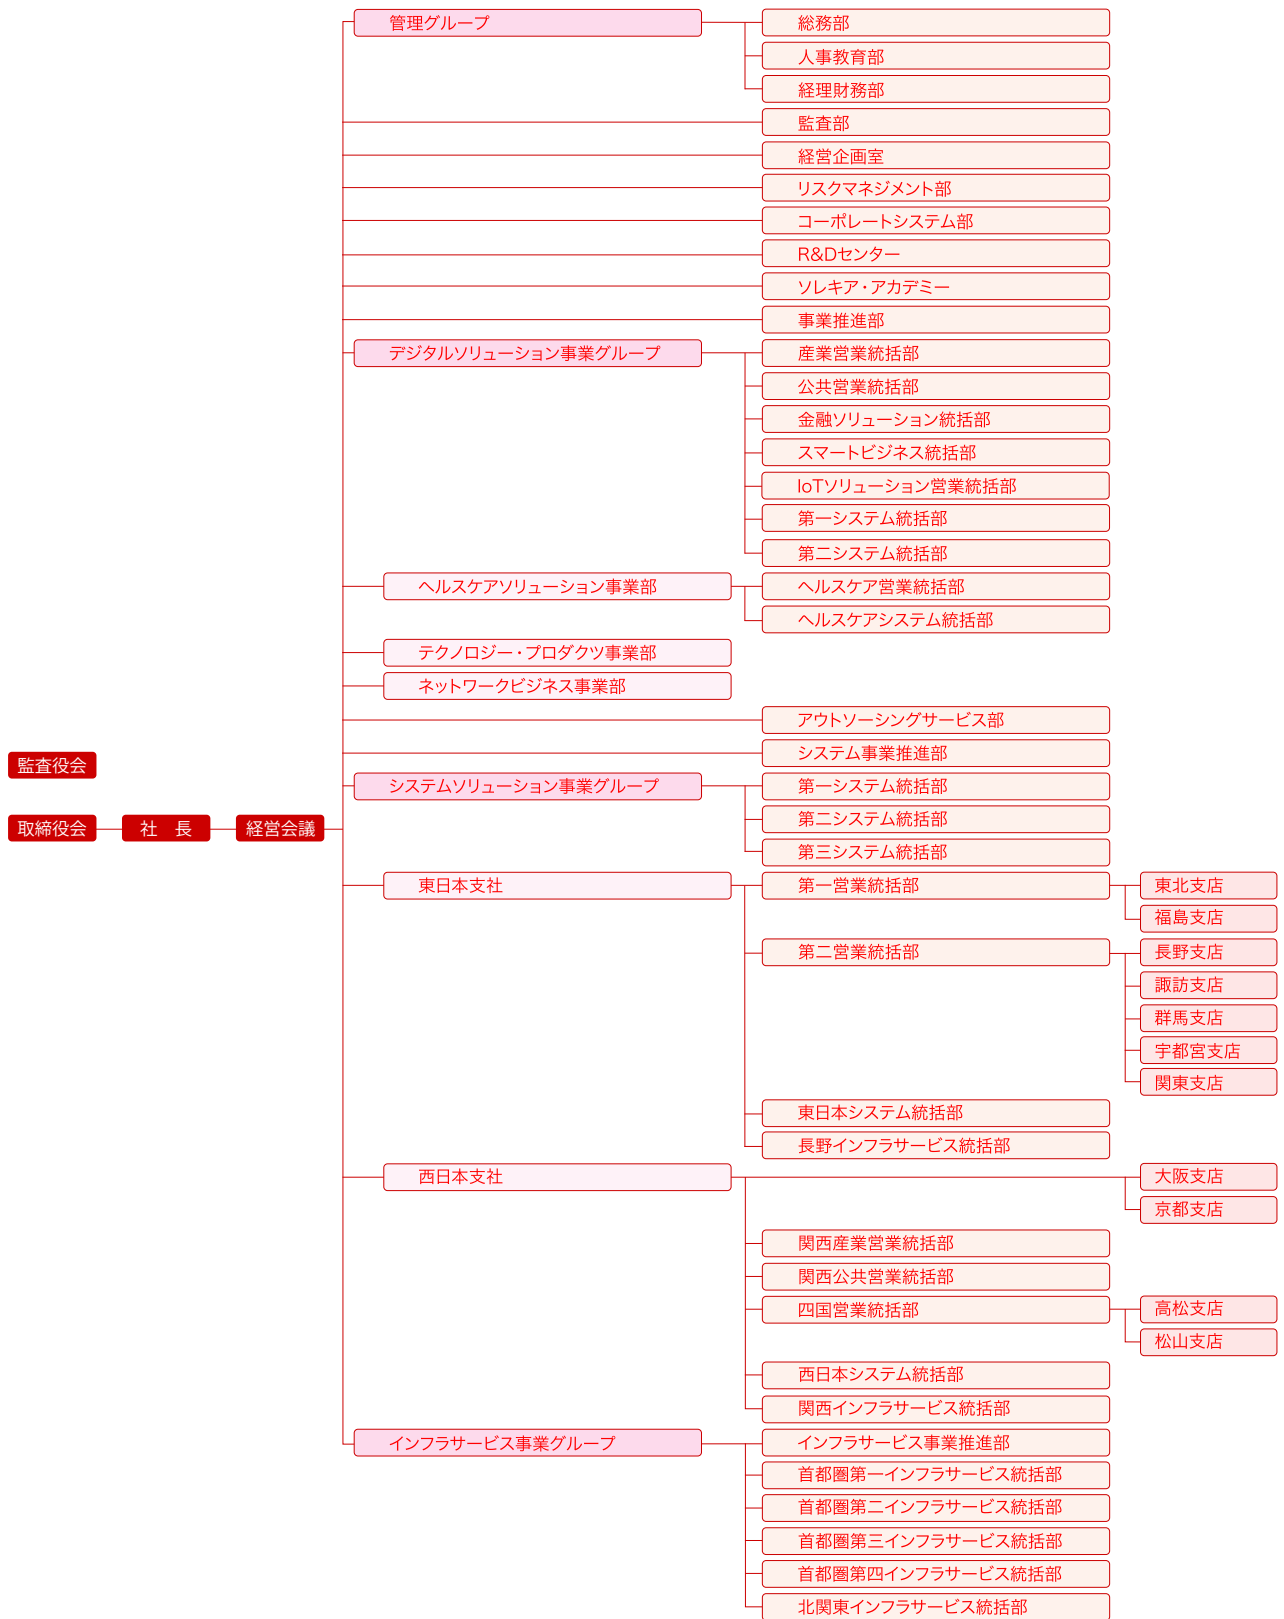 管理グループ
総務部
人事教育部
経理財務部
監査部
経営企画室
リスクマネジメント部
コーポレートシステム部
R&Dセンター
ソレキア・アカデミー
事業推進部
デジタルソリューション事業グループ
産業営業統括部
公共営業統括部
金融ソリューション統括部
スマートビジネス統括部
IoTソリューション営業統括部
第一システム統括部
第二システム統括部
ヘルスケアソリューション事業部
ヘルスケア営業統括部
ヘルスケアシステム統括部
テクノロジー・プロダクツ事業部
ネットワークビジネス事業部
アウトソーシングサービス部
システム事業推進部
監査役会
取締役会
社　長
経営会議
システムソリューション事業グループ
第一システム統括部
第二システム統括部
第三システム統括部
東日本支社
第一営業統括部
東北支店
福島支店
第二営業統括部
長野支店
諏訪支店
群馬支店
宇都宮支店
関東支店
東日本システム統括部
長野インフラサービス統括部
西日本支社
大阪支店
京都支店
関西産業営業統括部
関西公共営業統括部
四国営業統括部
高松支店
松山支店
西日本システム統括部
関西インフラサービス統括部
インフラサービス事業グループ
インフラサービス事業推進部
首都圏第一インフラサービス統括部
首都圏第二インフラサービス統括部
首都圏第三インフラサービス統括部
首都圏第四インフラサービス統括部
北関東インフラサービス統括部